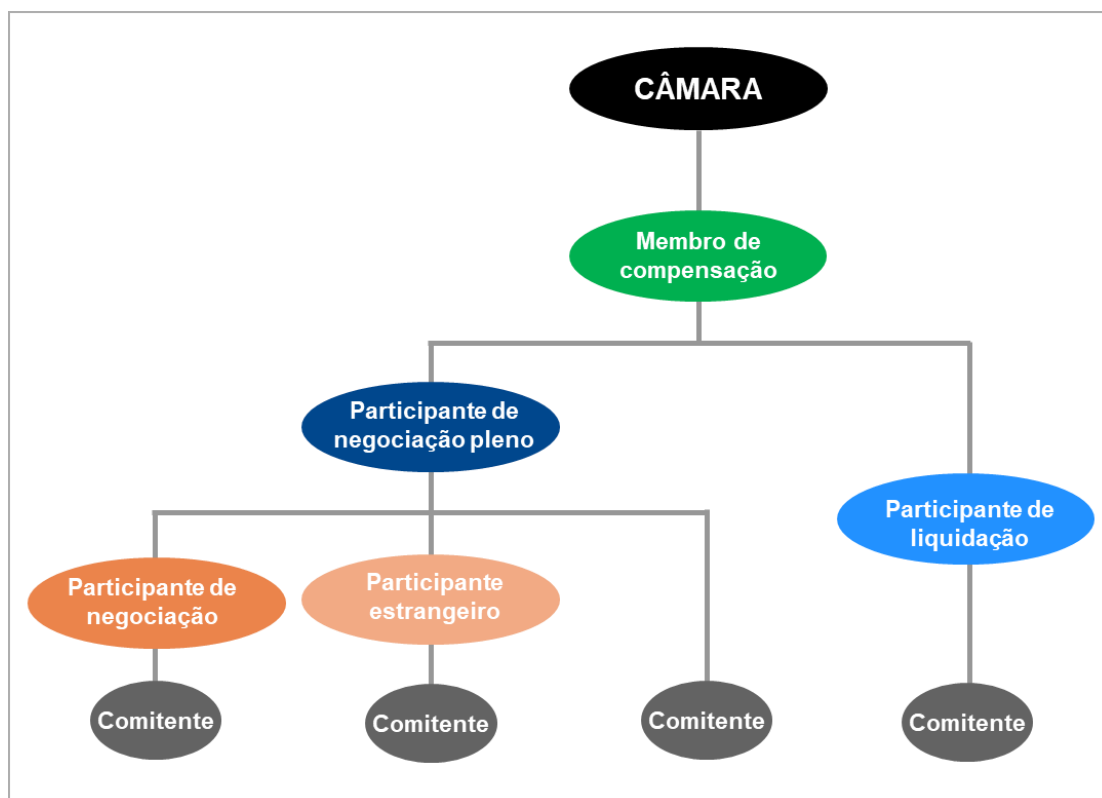 CÂMARA
Membro de
compensação
Participante de
negociação pleno
Participante de
liquidação
Participante de
negociação
Participante
estrangeiro
Comitente
Comitente
Comitente
Comitente